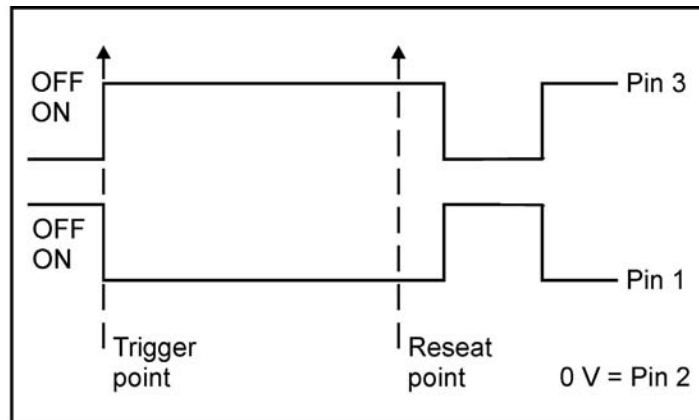 OFF
ON
Pin 3
OFF
ON
Pin 1
Trigger
point
Reseat
point
0 V = Pin 2